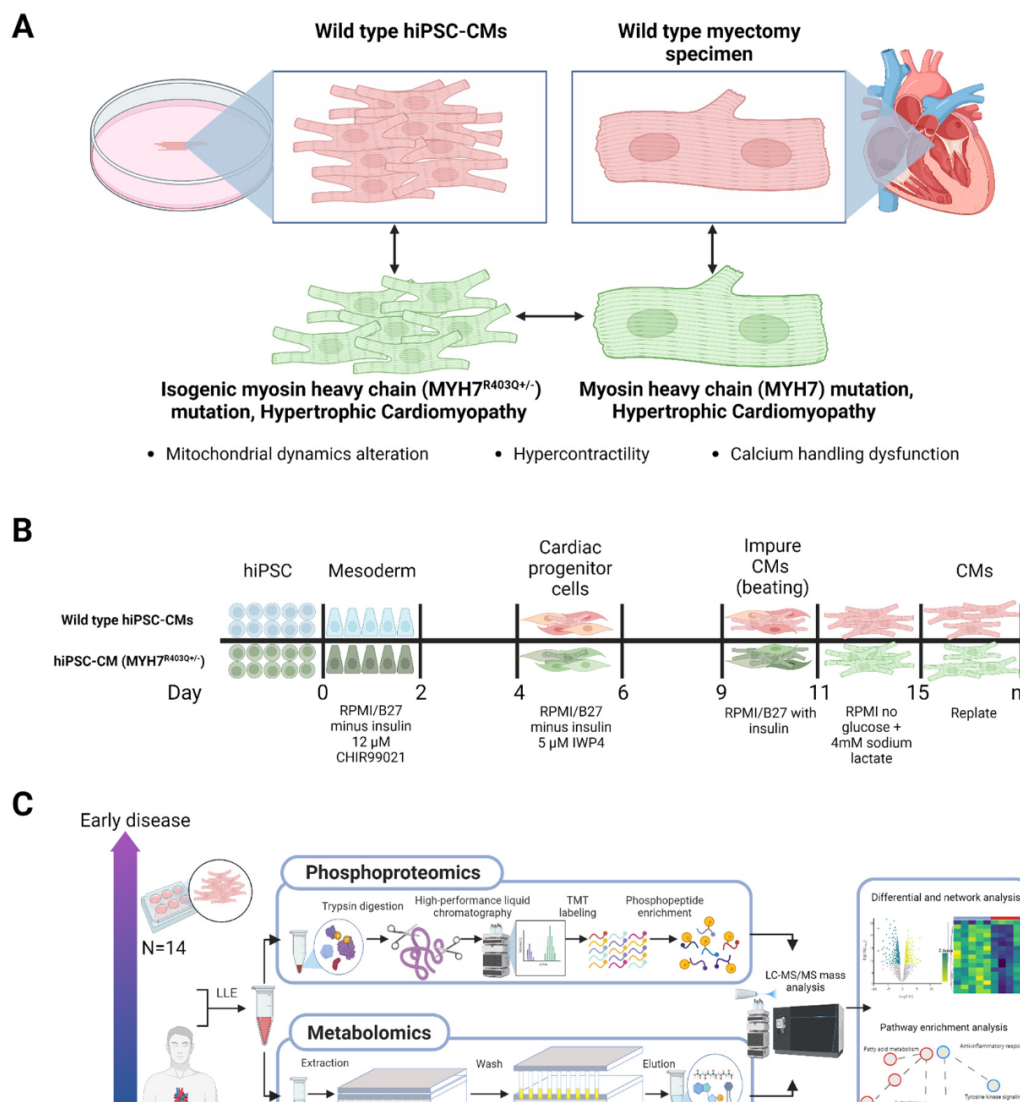 A
Wild type hiPSC-CMs
Wild type myectomy
specimen
Isogenic myosin heavy chain (MYH7R403Q+/-)
mutation, Hypertrophic Cardiomyopathy
Myosin heavy chain (MYH7) mutation,
Hypertrophic Cardiomyopathy
• Mitochondrial dynamics alteration
• Hypercontractility
• Calcium handling dysfunction
B
hiPSC
Mesoderm
Cardiac
progenitor
cells
Impure
CMs
(beating)
CMs
Wild type hiPSC-CMs
hiPSC-CM (MYH7R403Q+/-)
Day
0
2
4
6
9
11
15
n
RPMI/B27
minus insulin
12 µM
CHIR99021
RPMI/B27
minus insulin
5 µM IWP4
RPMI/B27 with
insulin
RPMI no
glucose +
4mM sodium
lactate
Replate
C
Early disease
N=14
LLE
Phosphoproteomics
Trypsin digestion
High-performance liquid
chromatography
TMT
labeling
Phosphopeptide
enrichment
Metabolomics
Extraction
Wash
Elution
LC-MS/MS mass
analysis
Differential and network analysis
Pathway enrichment analysis
Fatty acid metabolism
Anti-inflammatory respo
Tyrosine kinase signalin